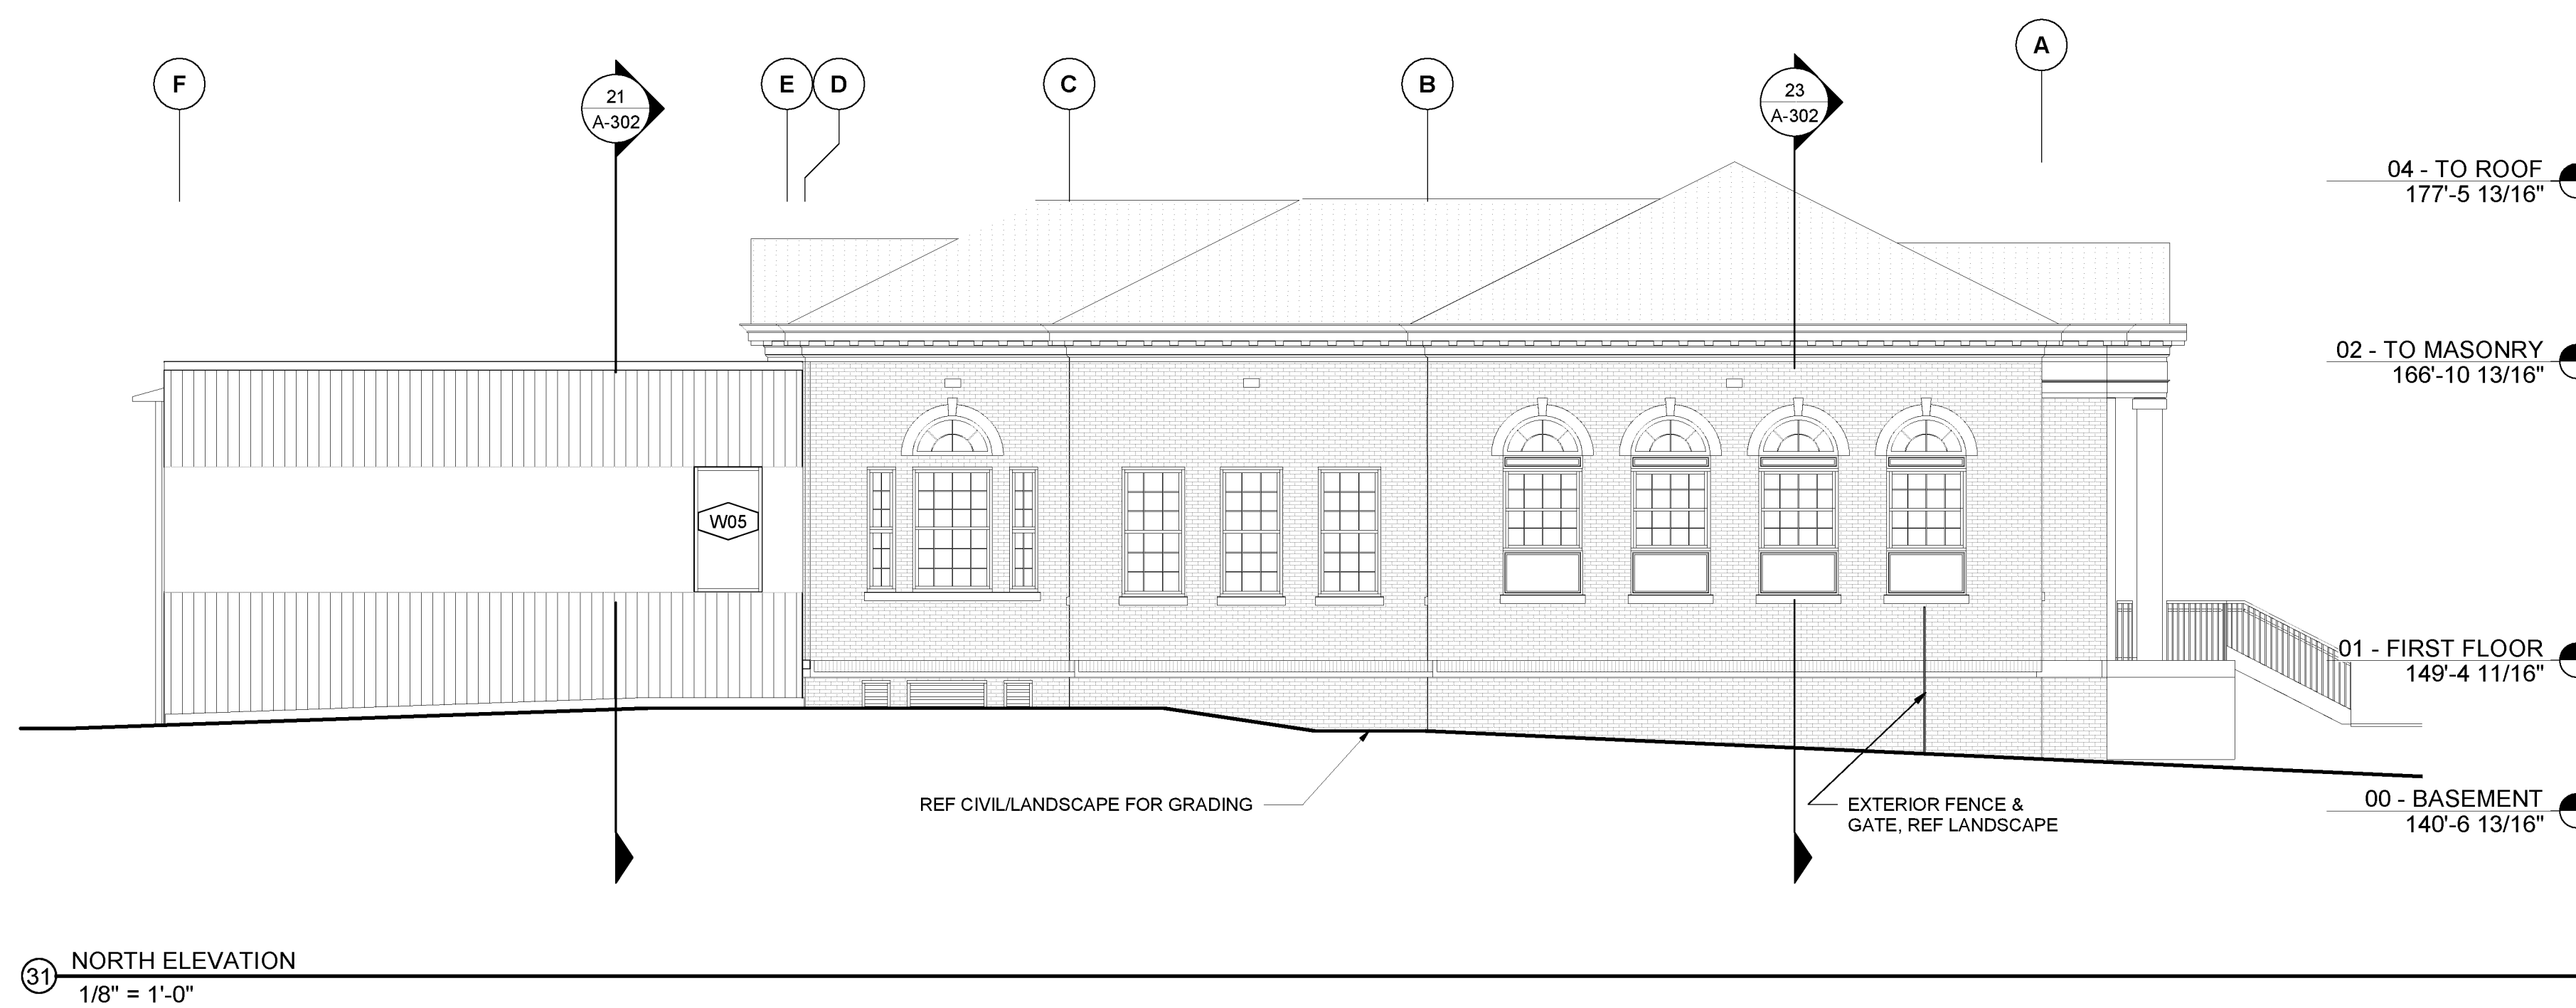 F
21
A-302
E
D
C
B
23
A-302
A
04 - TO ROOF
177'-5 13/16"
02 - TO MASONRY
166'-10 13/16"
W05
01 - FIRST FLOOR
149'-4 11/16"
REF CIVIL/LANDSCAPE FOR GRADING
EXTERIOR FENCE &
GATE, REF LANDSCAPE
00 - BASEMENT
140'-6 13/16"
31
NORTH ELEVATION
1/8" = 1'-0"